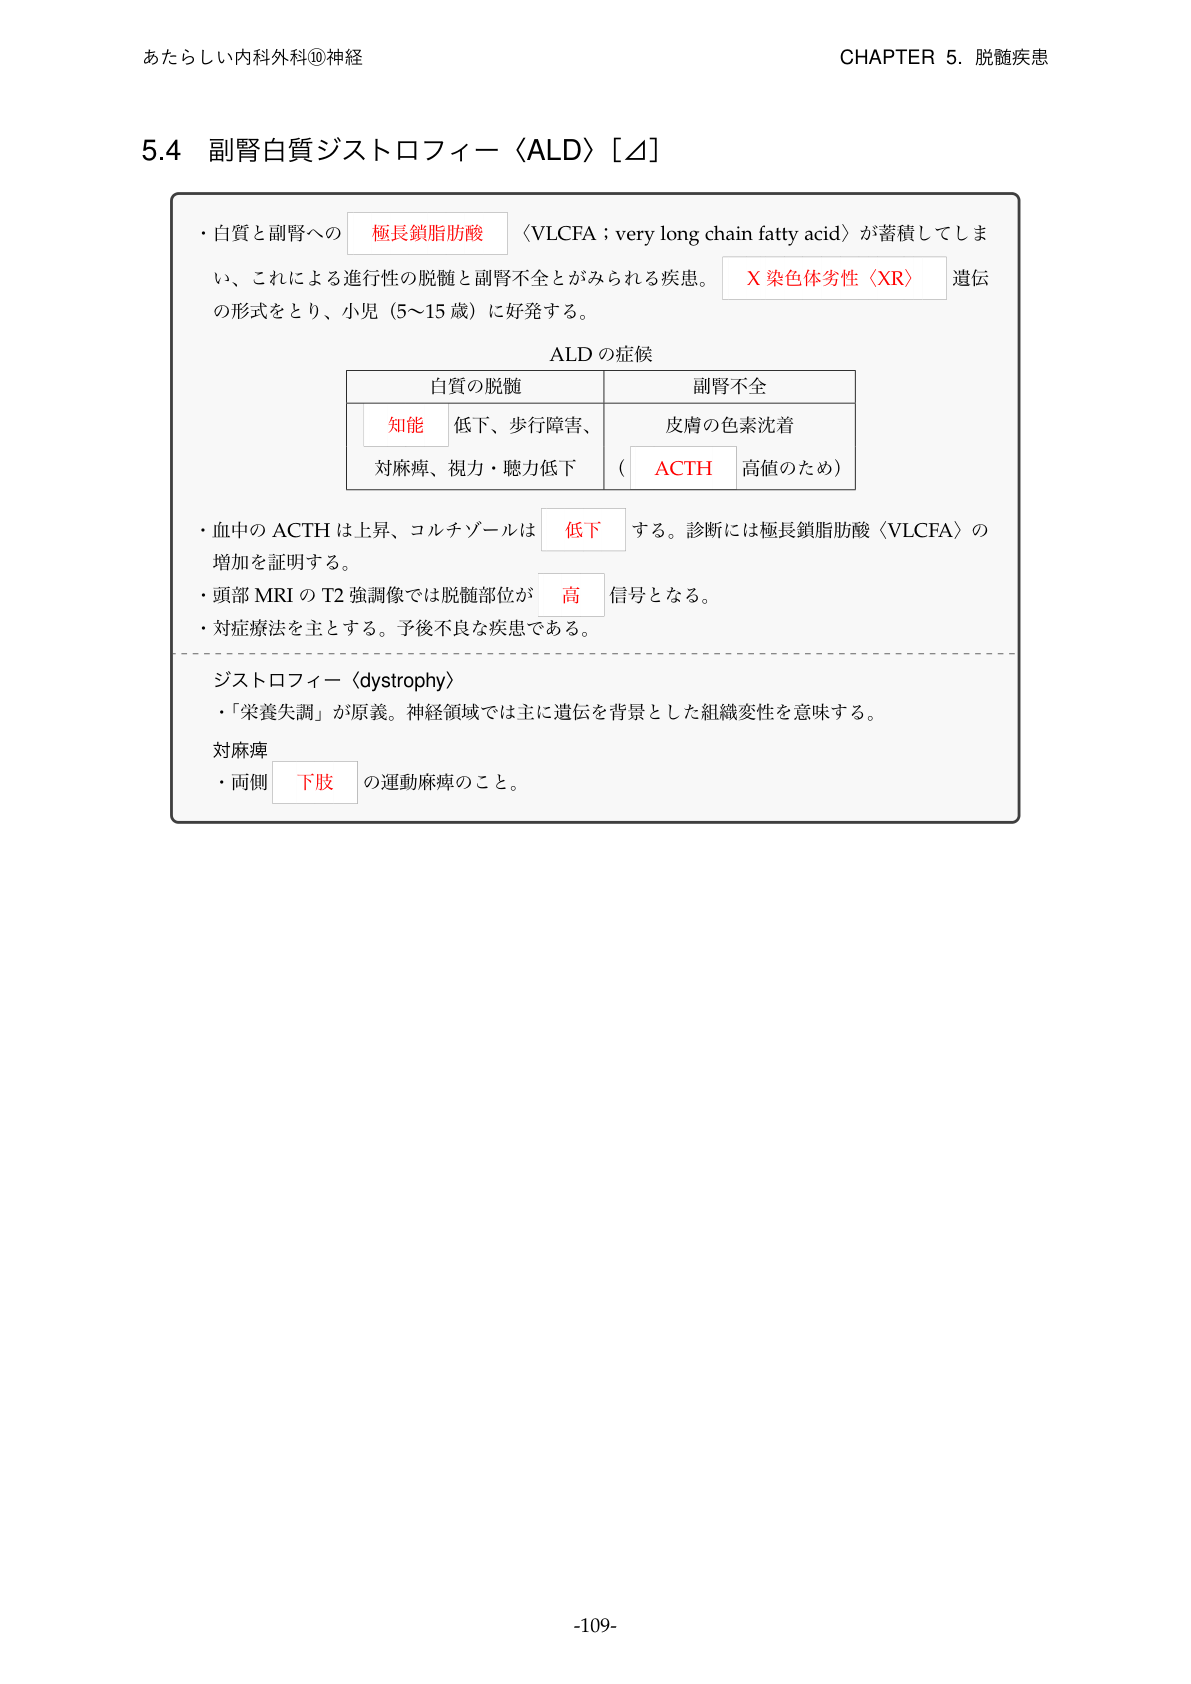 あたらしい内科外科⑩神経 CHAPTER 5. 脱髄疾患
5.4 副腎白質ジストロフィー〈ALD〉[⊿]
・白質と副腎への 極長鎖脂肪酸 〈VLCFA；very long chain fatty acid〉が蓄積してしま
い、これによる進行性の脱髄と副腎不全とがみられる疾患。 X 染色体劣性〈XR〉 遺伝
の形式をとり、小児（5〜15 歳）に好発する。
ALD の症候
白質の脱髄 副腎不全
知能 低下、歩行障害、 皮膚の色素沈着
対麻痺、視力・聴力低下 （ ACTH 高値のため）
・血中の ACTH は上昇、コルチゾールは 低下 する。診断には極長鎖脂肪酸〈VLCFA〉の
増加を証明する。
・頭部 MRI の T2 強調像では脱髄部位が 高 信号となる。
・対症療法を主とする。予後不良な疾患である。
ジストロフィー〈dystrophy〉
・「栄養失調」が原義。神経領域では主に遺伝を背景とした組織変性を意味する。
対麻痺
・両側 下肢 の運動麻痺のこと。
-109-